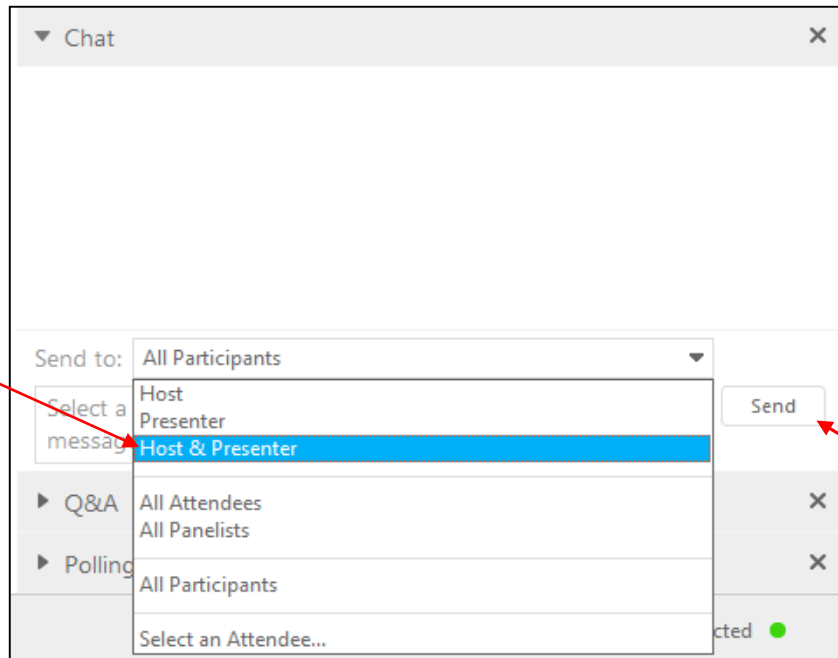 Chat
Send to: All Participants
Host
Select a
Presenter
Send
Host & Presenter
Q&A
All Attendees
All Panelists
Polling
All Participants
Select an Attendee...